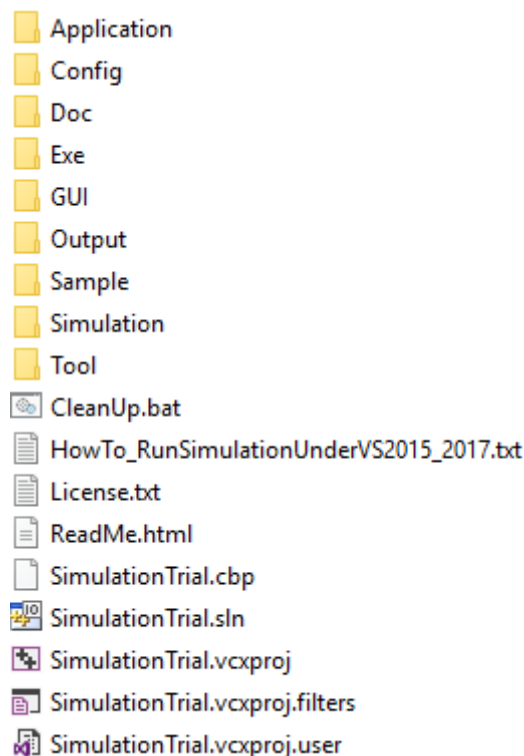 Application
Config
Doc
Exe
GUI
Output
Sample
Simulation
Tool
CleanUp.bat
HowTo_RunSimulationUnderVS2015_2017.txt
License.txt
ReadMe.html
SimulationTrial.cbp
SimulationTrial.sln
SimulationTrial.vcxproj
SimulationTrial.vcxproj.filters
SimulationTrial.vcxproj.user